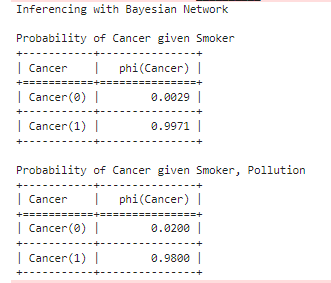 Inferencing with Bayesian Network
Probability of Cancer given Smoker
+-----------+---------------+
| Cancer    |   phi(Cancer) |
+===========+===============+
| Cancer(0) |        0.0029 |
+-----------+---------------+
| Cancer(1) |        0.9971 |
+-----------+---------------+
Probability of Cancer given Smoker, Pollution
+-----------+---------------+
| Cancer    |   phi(Cancer) |
+===========+===============+
| Cancer(0) |        0.0200 |
+-----------+---------------+
| Cancer(1) |        0.9800 |
+-----------+---------------+